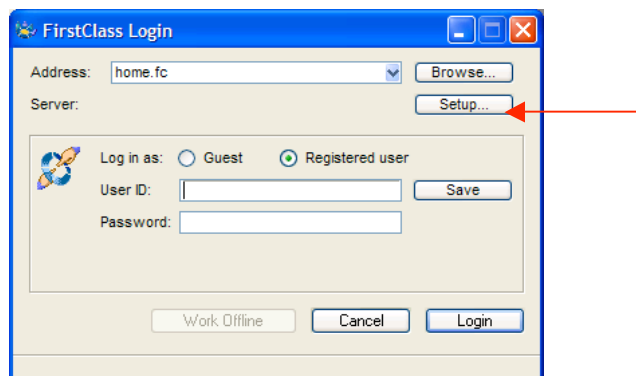 FirstClass Login
Address: home.fc Browse...
Server: Setup...
Log in as: Guest Registered user
User ID: Save
Password:
Work Offline Cancel Login